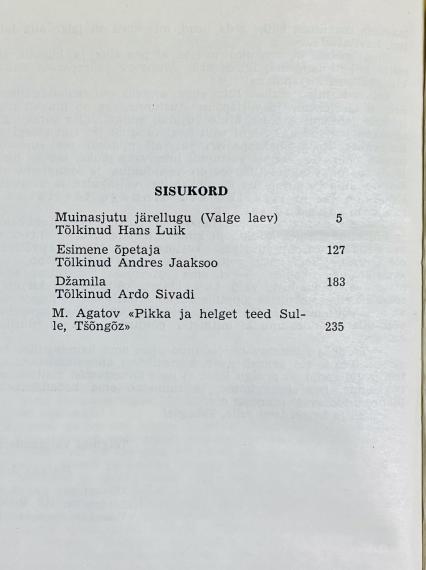 SISUKORD
Muinasjutu järellugu (Valge laev) 5
Tõlkinud Hans Luik
Esimene õpetaja 127
Tõlkinud Andres Jaaksoo
Džamila 183
Tõlkinud Ardo Sivadi
M. Agatov «Pikka ja helget teed Sul-
le, Tšõngõz» 235